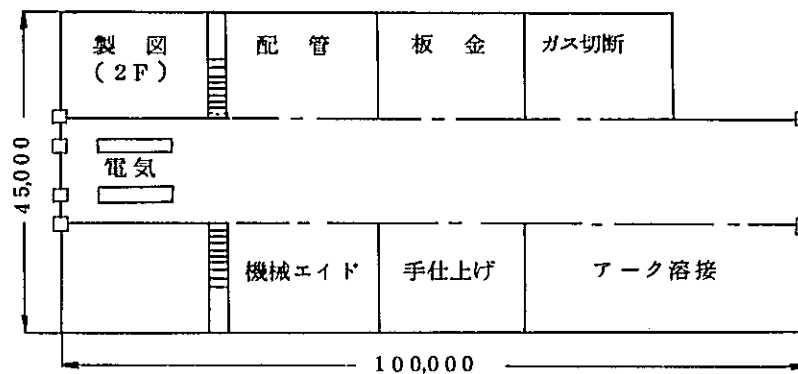 製図
(2F)
配管
板金
ガス切断
45,000
電気
機械エイド
手仕上げ
アーク溶接
100,000